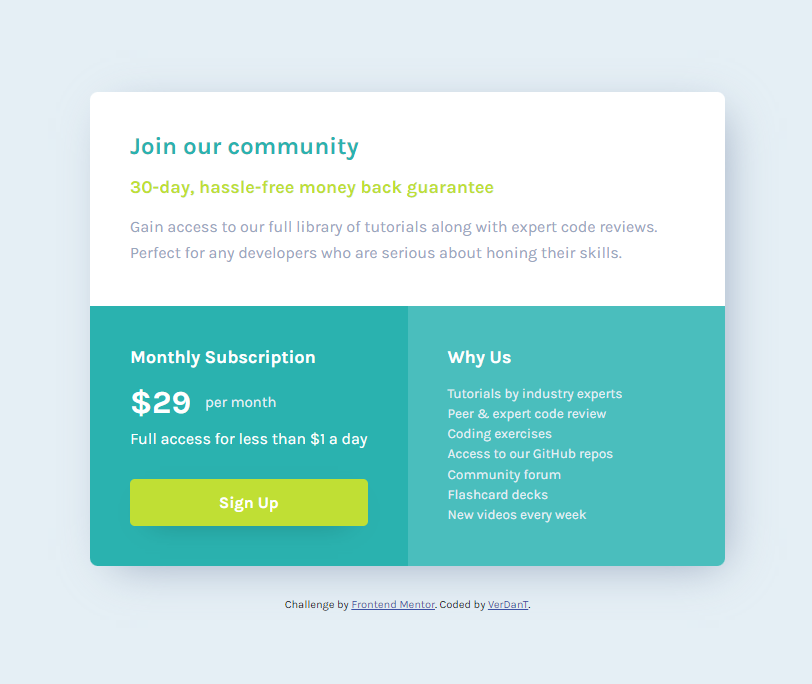 Join our community
30-day, hassle-free money back guarantee
Gain access to our full library of tutorials along with expert code reviews.
Perfect for any developers who are serious about honing their skills.
Monthly Subscription
$29 per month
Full access for less than $1 a day
Sign Up
Why Us
Tutorials by industry experts
Peer & expert code review
Coding exercises
Access to our GitHub repos
Community forum
Flashcard decks
New videos every week
Challenge by Frontend Mentor. Coded by VerDanT.